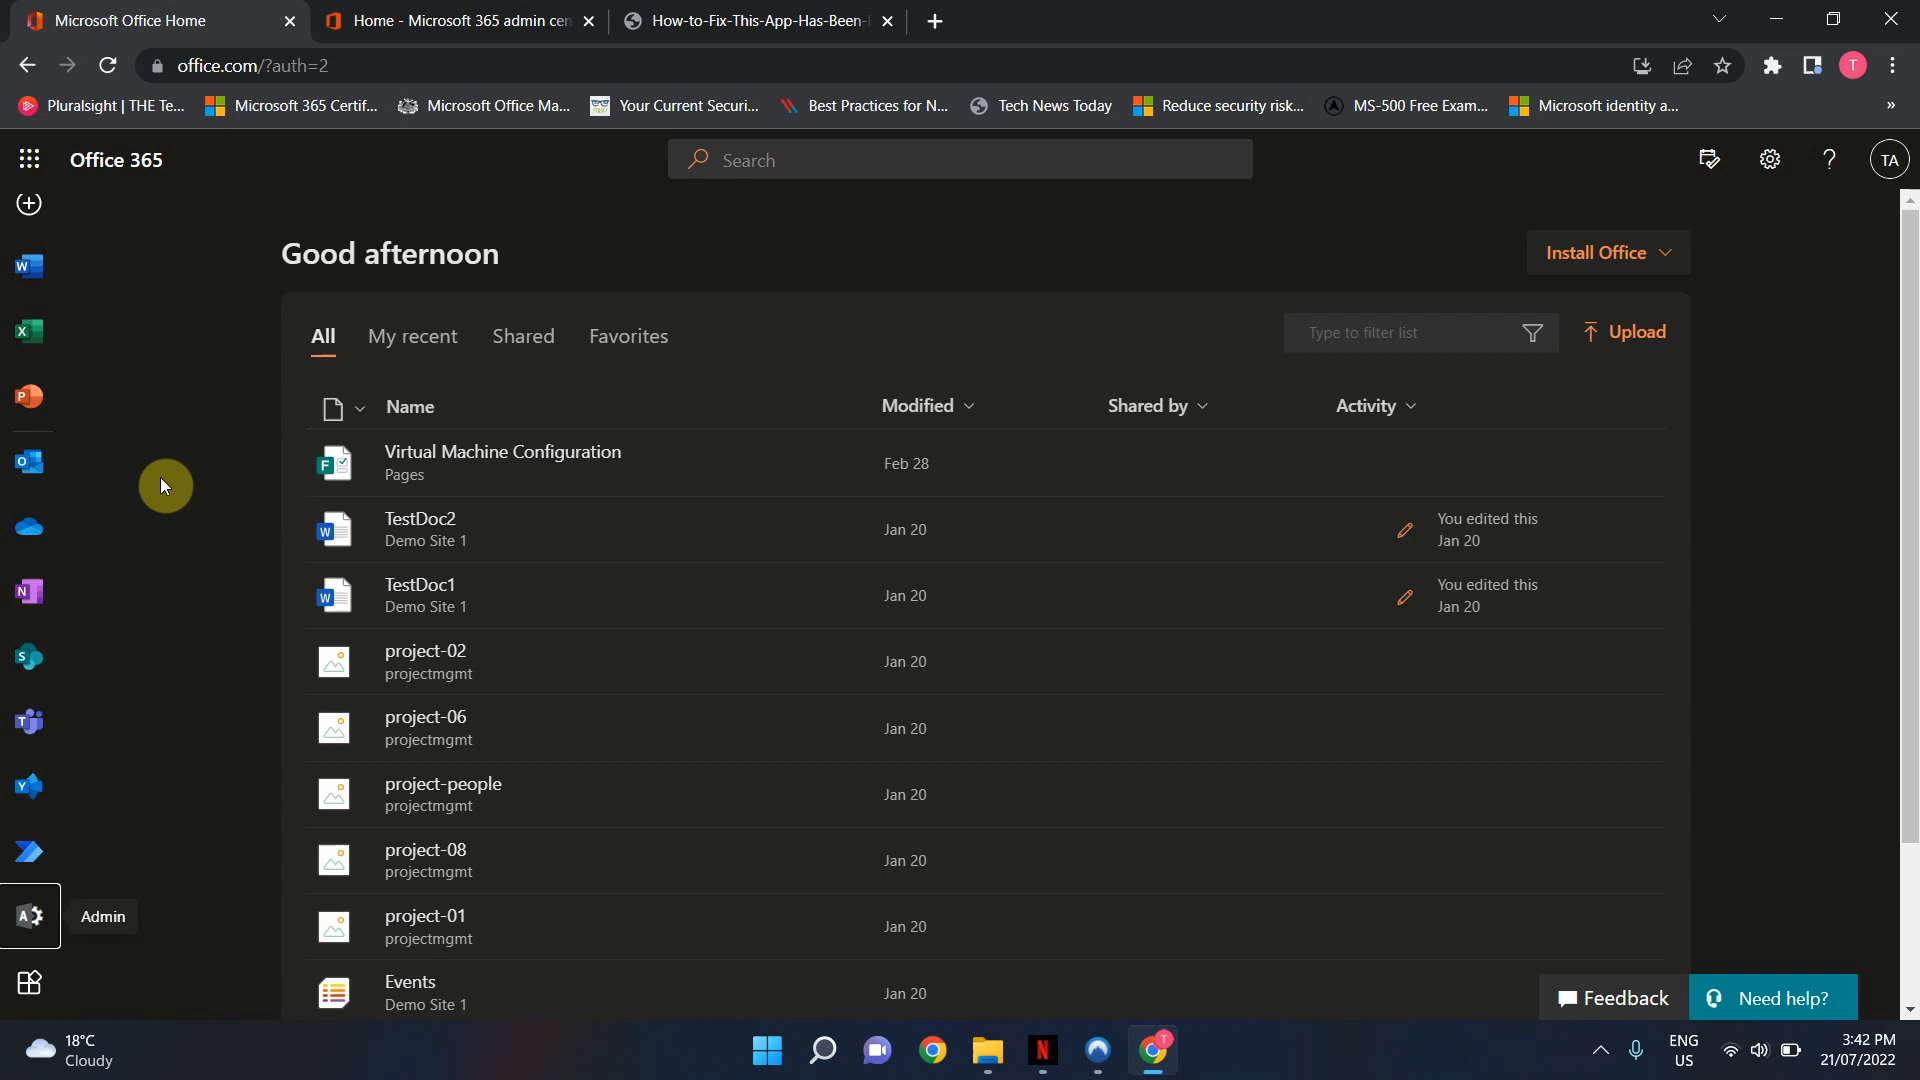 Microsoft Office Home
Home - Microsoft 365 admin cen
How-to-Fix-This-App-Has-Been-
office.com/?auth=2
T
Pluralsight | THE Te...
Microsoft 365 Certif...
Microsoft Office Ma...
Your Current Securi...
Best Practices for N...
Tech News Today
Reduce security risk...
MS-500 Free Exam...
Microsoft identity a...
»
Office 365
Search
?
TA
Good afternoon
Install Office
All
My recent
Shared
Favorites
Type to filter list
Upload
Name
Modified
Shared by
Activity
Virtual Machine Configuration
Pages
Feb 28
TestDoc2
Demo Site 1
Jan 20
You edited this
Jan 20
TestDoc1
Demo Site 1
Jan 20
You edited this
Jan 20
project-02
projectmgmt
Jan 20
project-06
projectmgmt
Jan 20
project-people
projectmgmt
Jan 20
project-08
projectmgmt
Jan 20
project-01
projectmgmt
Jan 20
Events
Demo Site 1
Jan 20
Admin
Feedback
Need help?
18°C
Cloudy
ENG
US
3:42 PM
21/07/2022